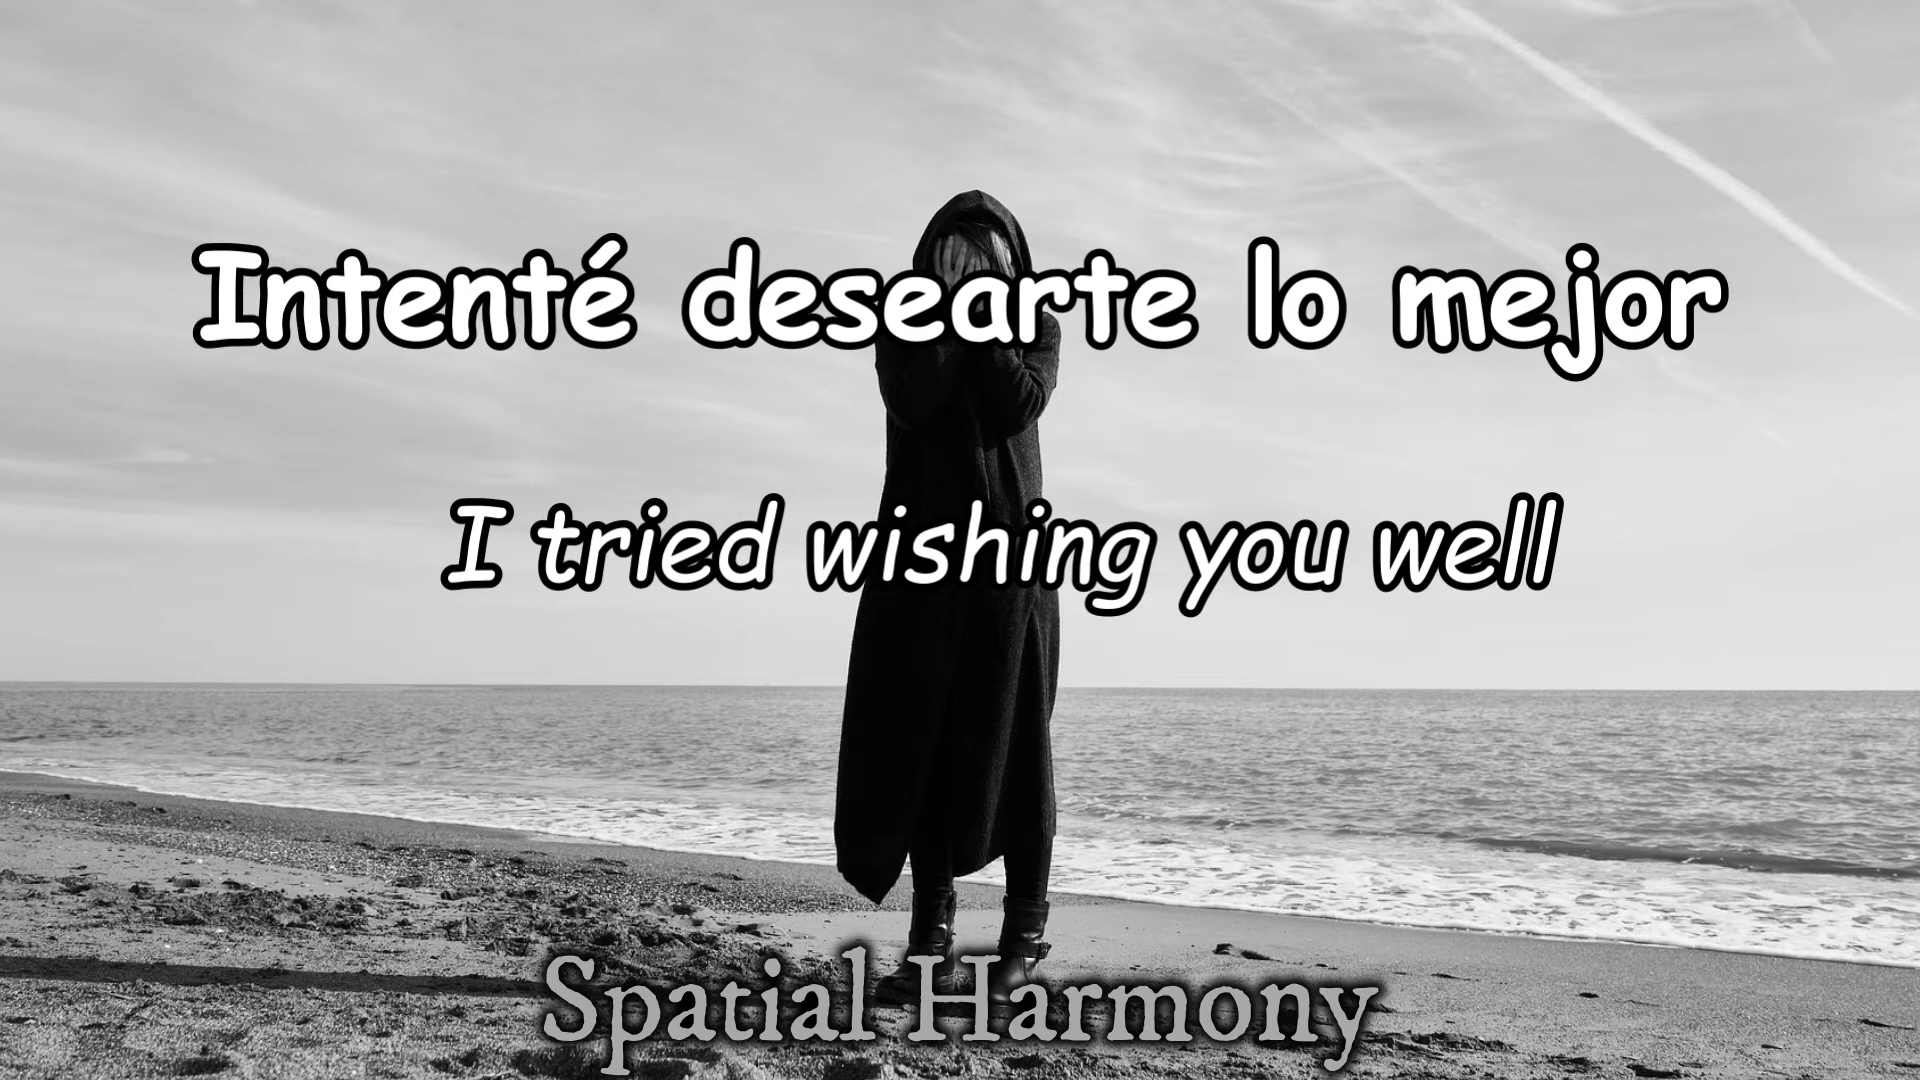 Intenté desearte lo mejor
I tried wishing you well
Spatial Harmony